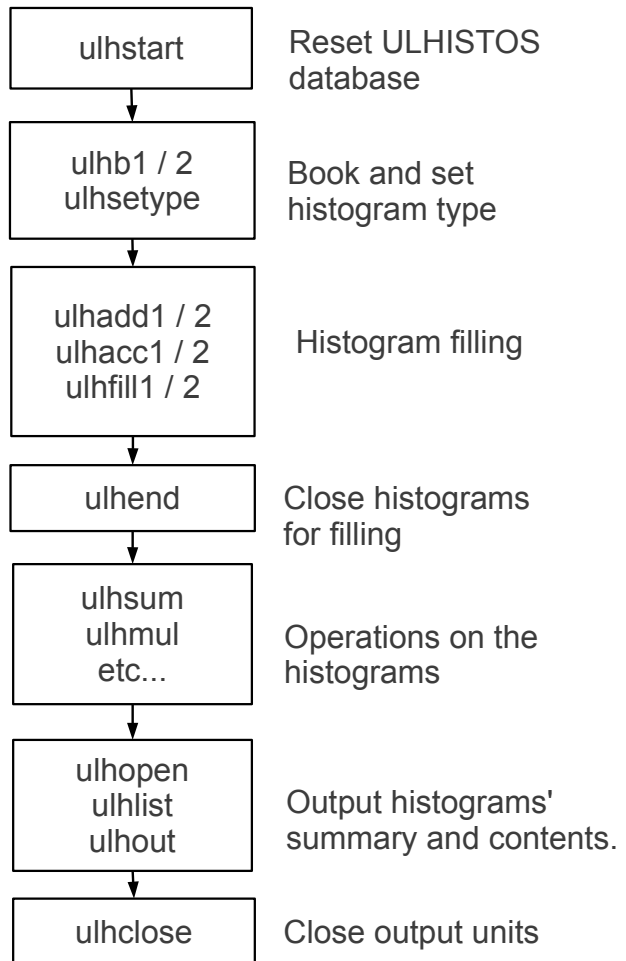 ulhstart
Reset ULHISTOS
database
ulhb1 / 2
ulhsetype
Book and set
histogram type
ulhadd1 / 2
ulhacc1 / 2
ulhfill1 / 2
Histogram filling
ulhend
Close histograms
for filling
ulhsum
ulhmul
etc...
Operations on the
histograms
ulhopen
ulhlist
ulhout
Output histograms'
summary and contents.
ulhclose
Close output units